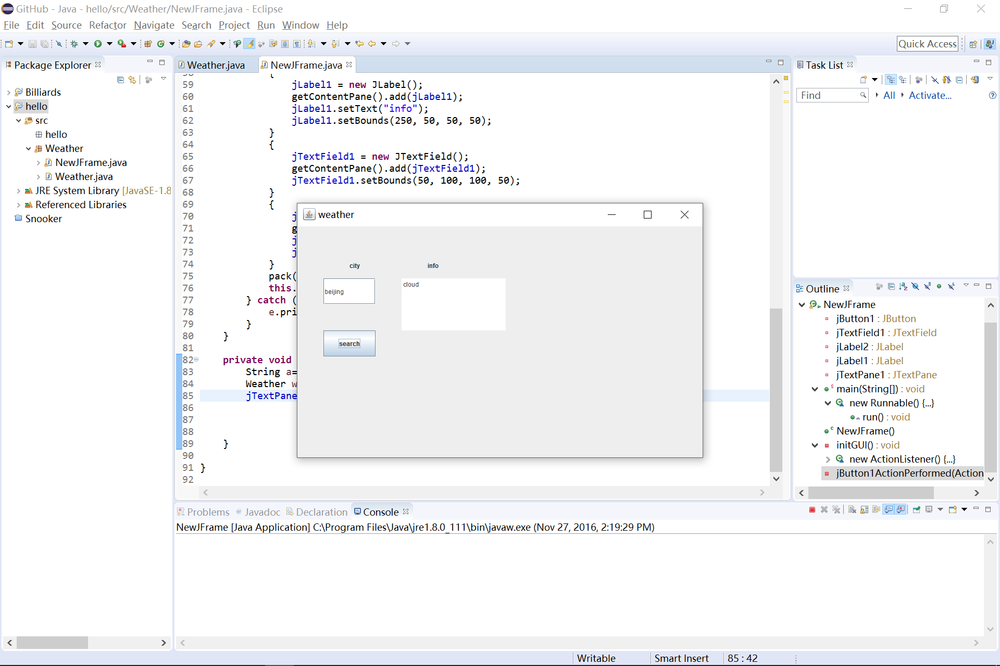 GitHub - Java - hello/src/Weather/NewJFrame.java - Eclipse
File Edit Source Refactor Navigate Search Project Run Window Help
Quick Access
Package Explorer
Billiards
hello
src
hello
Weather
NewJFrame.java
Weather.java
JRE System Library [JavaSE-1.8
Referenced Libraries
Snooker
Weather.java NewJFrame.java
59 jLabel1 = new JLabel();
60 getContentPane().add(jLabel1);
61 jLabel1.setText("info");
62 jLabel1.setBounds(250, 50, 50, 50);
63 }
64 {
65 jTextField1 = new JTextField();
66 getContentPane().add(jTextField1);
67 jTextField1.setBounds(50, 100, 100, 50);
68 }
69 {
70 j
71 g
72 j
73 j
74 }
75 pack(
76 this.
77 } catch (
78 e.pri
79 }
80 }
81
82 private void
83 String a=
84 Weather w
85 jTextPane
86
87
88
89 }
90
91 }
92
weather
city info
beijing
cloud
search
Task List
Find All Activate...
Outline
NewJFrame
jButton1 : JButton
jTextField1 : JTextField
jLabel2 : JLabel
jLabel1 : JLabel
jTextPane1 : JTextPane
main(String[]) : void
new Runnable() {...}
run() : void
NewJFrame()
initGUI() : void
new ActionListener() {...}
jButton1ActionPerformed(Action
Problems @ Javadoc Declaration Console
NewJFrame [Java Application] C:\Program Files\Java\jre1.8.0_111\bin\javaw.exe (Nov 27, 2016, 2:19:29 PM)
Writable Smart Insert 85 : 42